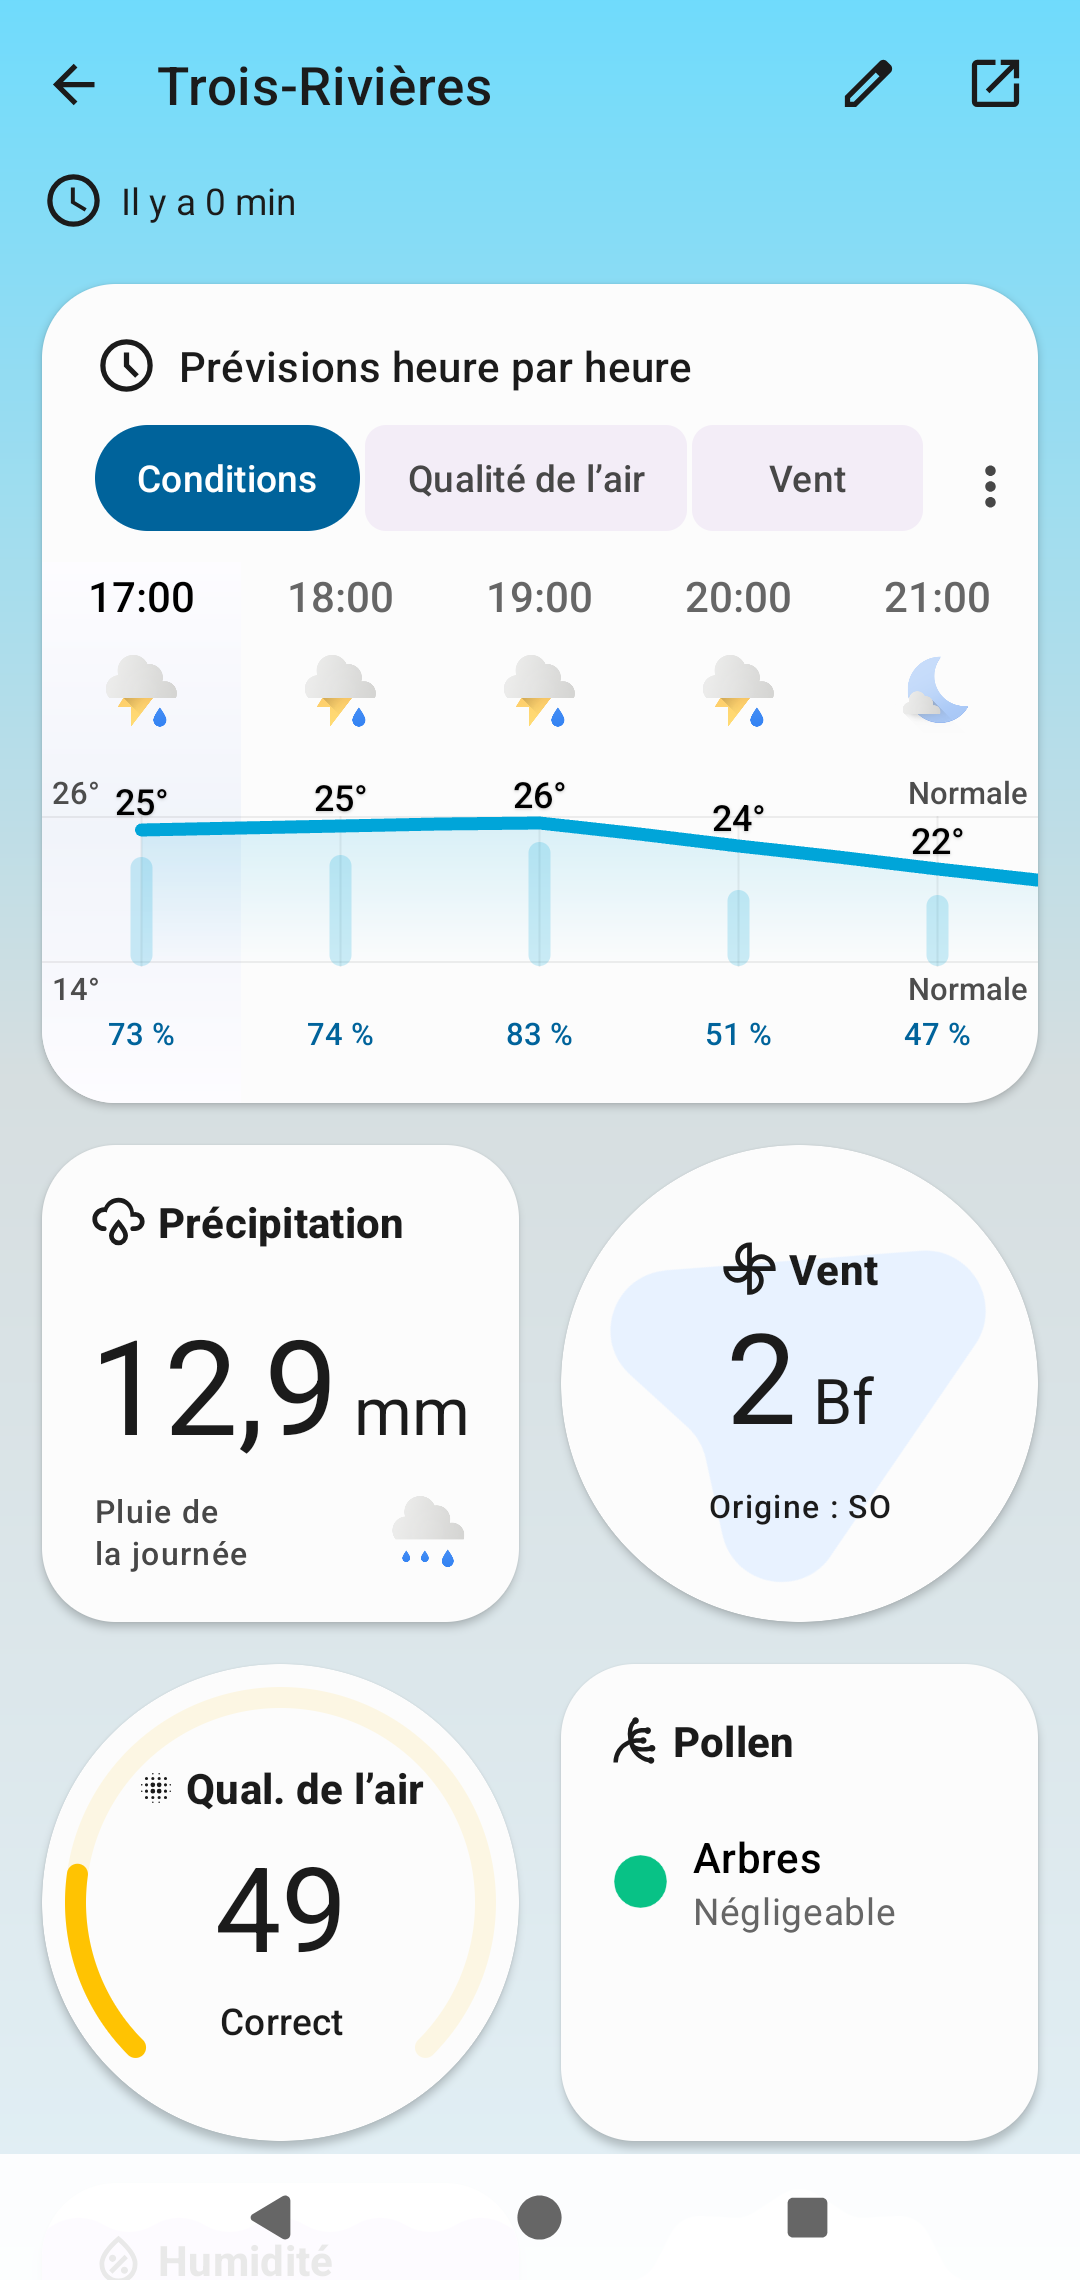 Trois-Rivières
Il y a 0 min
Prévisions heure par heure
Conditions Qualité de l’air Vent
17:00 18:00 19:00 20:00 21:00
26° Normale
25° 25° 26° 24° 22°
14° Normale
73 % 74 % 83 % 51 % 47 %
Précipitation
12,9 mm
Pluie de
la journée
Vent
2 Bf
Origine : SO
Qual. de l’air
49
Correct
Pollen
Arbres
Négligeable
Humidité